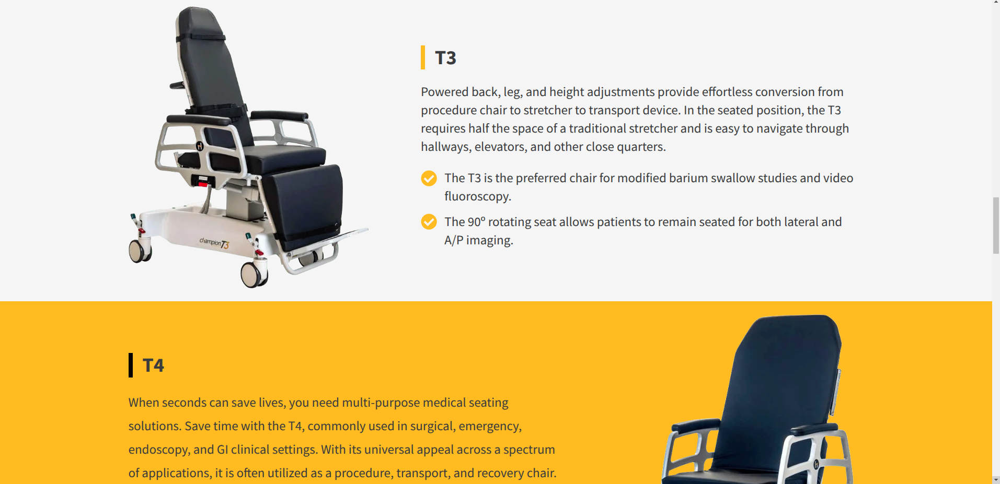 T3
Powered back, leg, and height adjustments provide effortless conversion from
procedure chair to stretcher to transport device. In the seated position, the T3
requires half the space of a traditional stretcher and is easy to navigate through
hallways, elevators, and other close quarters.
The T3 is the preferred chair for modified barium swallow studies and video
fluoroscopy.
The 90º rotating seat allows patients to remain seated for both lateral and
A/P imaging.
championT3
T4
When seconds can save lives, you need multi-purpose medical seating
solutions. Save time with the T4, commonly used in surgical, emergency,
endoscopy, and GI clinical settings. With its universal appeal across a spectrum
of applications, it is often utilized as a procedure, transport, and recovery chair.